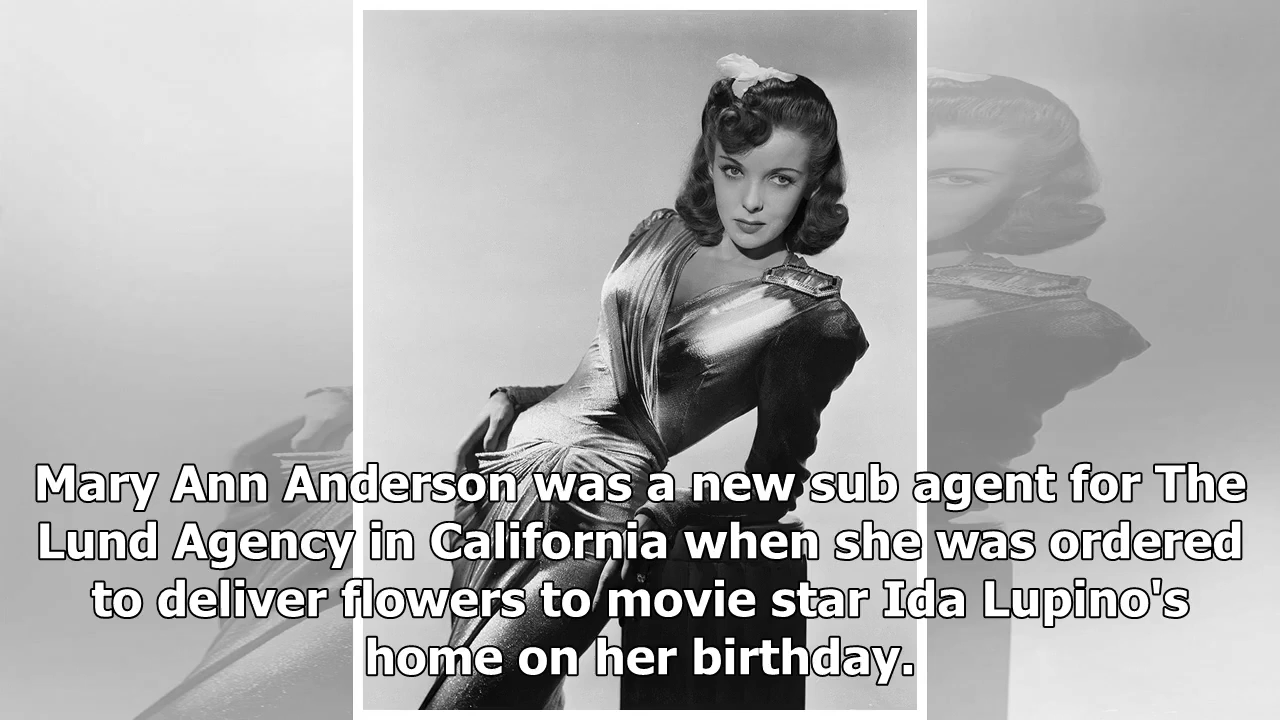 Mary Ann Anderson was a new sub agent for The
Lund Agency in California when she was ordered
to deliver flowers to movie star Ida Lupino's
home on her birthday.